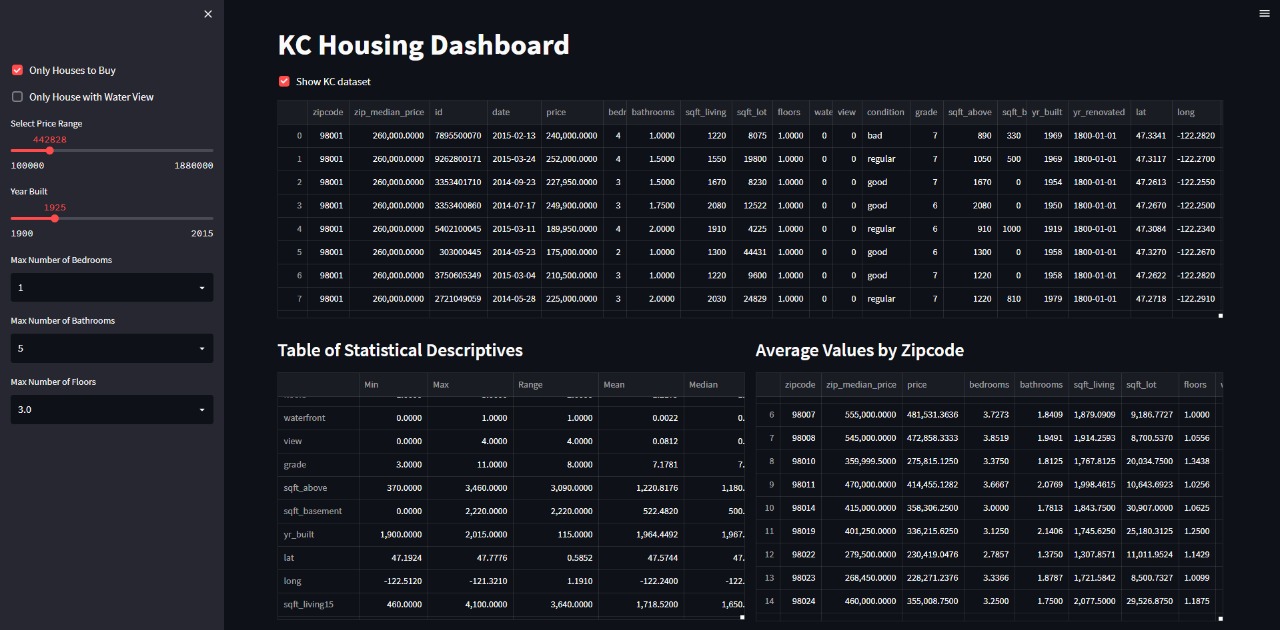 Only Houses to Buy
Only House with Water View
Select Price Range
442828
100000 1880000
Year Built
1925
1900 2015
Max Number of Bedrooms
1
Max Number of Bathrooms
5
Max Number of Floors
3.0
KC Housing Dashboard
Show KC dataset
zipcode zip_median_price id date price bedr bathrooms sqft_living sqft_lot floors wate view condition grade sqft_above sqft_b yr_built yr_renovated lat long
0 98001 260,000.0000 7895500070 2015-02-13 240,000.0000 4 1.0000 1220 8075 1.0000 0 0 bad 7 890 330 1969 1800-01-01 47.3341 -122.2820
1 98001 260,000.0000 9262800171 2015-03-24 252,000.0000 4 1.5000 1550 19800 1.0000 0 0 regular 7 1050 500 1969 1800-01-01 47.3117 -122.2700
2 98001 260,000.0000 3353401710 2014-09-23 227,950.0000 3 1.5000 1670 8230 1.0000 0 0 good 7 1670 0 1954 1800-01-01 47.2613 -122.2550
3 98001 260,000.0000 3353400860 2014-07-17 249,900.0000 3 1.7500 2080 12522 1.0000 0 0 good 6 2080 0 1950 1800-01-01 47.2670 -122.2500
4 98001 260,000.0000 5402100045 2015-03-11 189,950.0000 4 2.0000 1910 4225 1.0000 0 0 regular 6 910 1000 1919 1800-01-01 47.3084 -122.2340
5 98001 260,000.0000 303000445 2014-05-23 175,000.0000 2 1.0000 1300 44431 1.0000 0 0 good 6 1300 0 1958 1800-01-01 47.3270 -122.2670
6 98001 260,000.0000 3750605349 2015-03-04 210,500.0000 3 1.0000 1220 9600 1.0000 0 0 good 7 1220 0 1958 1800-01-01 47.2622 -122.2820
7 98001 260,000.0000 2721049059 2014-05-28 225,000.0000 3 2.0000 2030 24829 1.0000 0 0 regular 7 1220 810 1979 1800-01-01 47.2718 -122.2910
Table of Statistical Descriptives
Min Max Range Mean Median
waterfront 0.0000 1.0000 1.0000 0.0022 0.
view 0.0000 4.0000 4.0000 0.0812 0.
grade 3.0000 11.0000 8.0000 7.1781 7.
sqft_above 370.0000 3,460.0000 3,090.0000 1,220.8176 1,180.
sqft_basement 0.0000 2,220.0000 2,220.0000 522.4820 500.
yr_built 1,900.0000 2,015.0000 115.0000 1,964.4492 1,967.
lat 47.1924 47.7776 0.5852 47.5744 47.
long -122.5120 -121.3210 1.1910 -122.2400 -122.
sqft_living15 460.0000 4,100.0000 3,640.0000 1,718.5200 1,650.
Average Values by Zipcode
zipcode zip_median_price price bedrooms bathrooms sqft_living sqft_lot floors
6 98007 555,000.0000 481,531.3636 3.7273 1.8409 1,879.0909 9,186.7727 1.0000
7 98008 545,000.0000 472,858.3333 3.8519 1.9491 1,914.2593 8,700.5370 1.0556
8 98010 359,999.5000 275,815.1250 3.3750 1.8125 1,767.8125 20,034.7500 1.3438
9 98011 470,000.0000 414,455.1282 3.6667 2.0769 1,998.4615 10,643.6923 1.0256
10 98014 415,000.0000 358,306.2500 3.0000 1.7813 1,843.7500 30,907.0000 1.0625
11 98019 401,250.0000 336,215.6250 3.1250 2.1406 1,745.6250 25,180.3125 1.2500
12 98022 279,500.0000 230,419.0476 2.7857 1.3750 1,307.8571 11,011.9524 1.1429
13 98023 268,450.0000 228,271.2376 3.3366 1.8787 1,721.5842 8,500.7327 1.0099
14 98024 460,000.0000 355,008.7500 3.2500 1.7500 2,077.5000 29,526.8750 1.1875